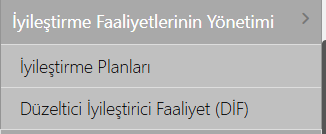 İyileştirme Faaliyetlerinin Yönetimi
İyileştirme Planları
Düzeltici İyileştirici Faaliyet (DİF)